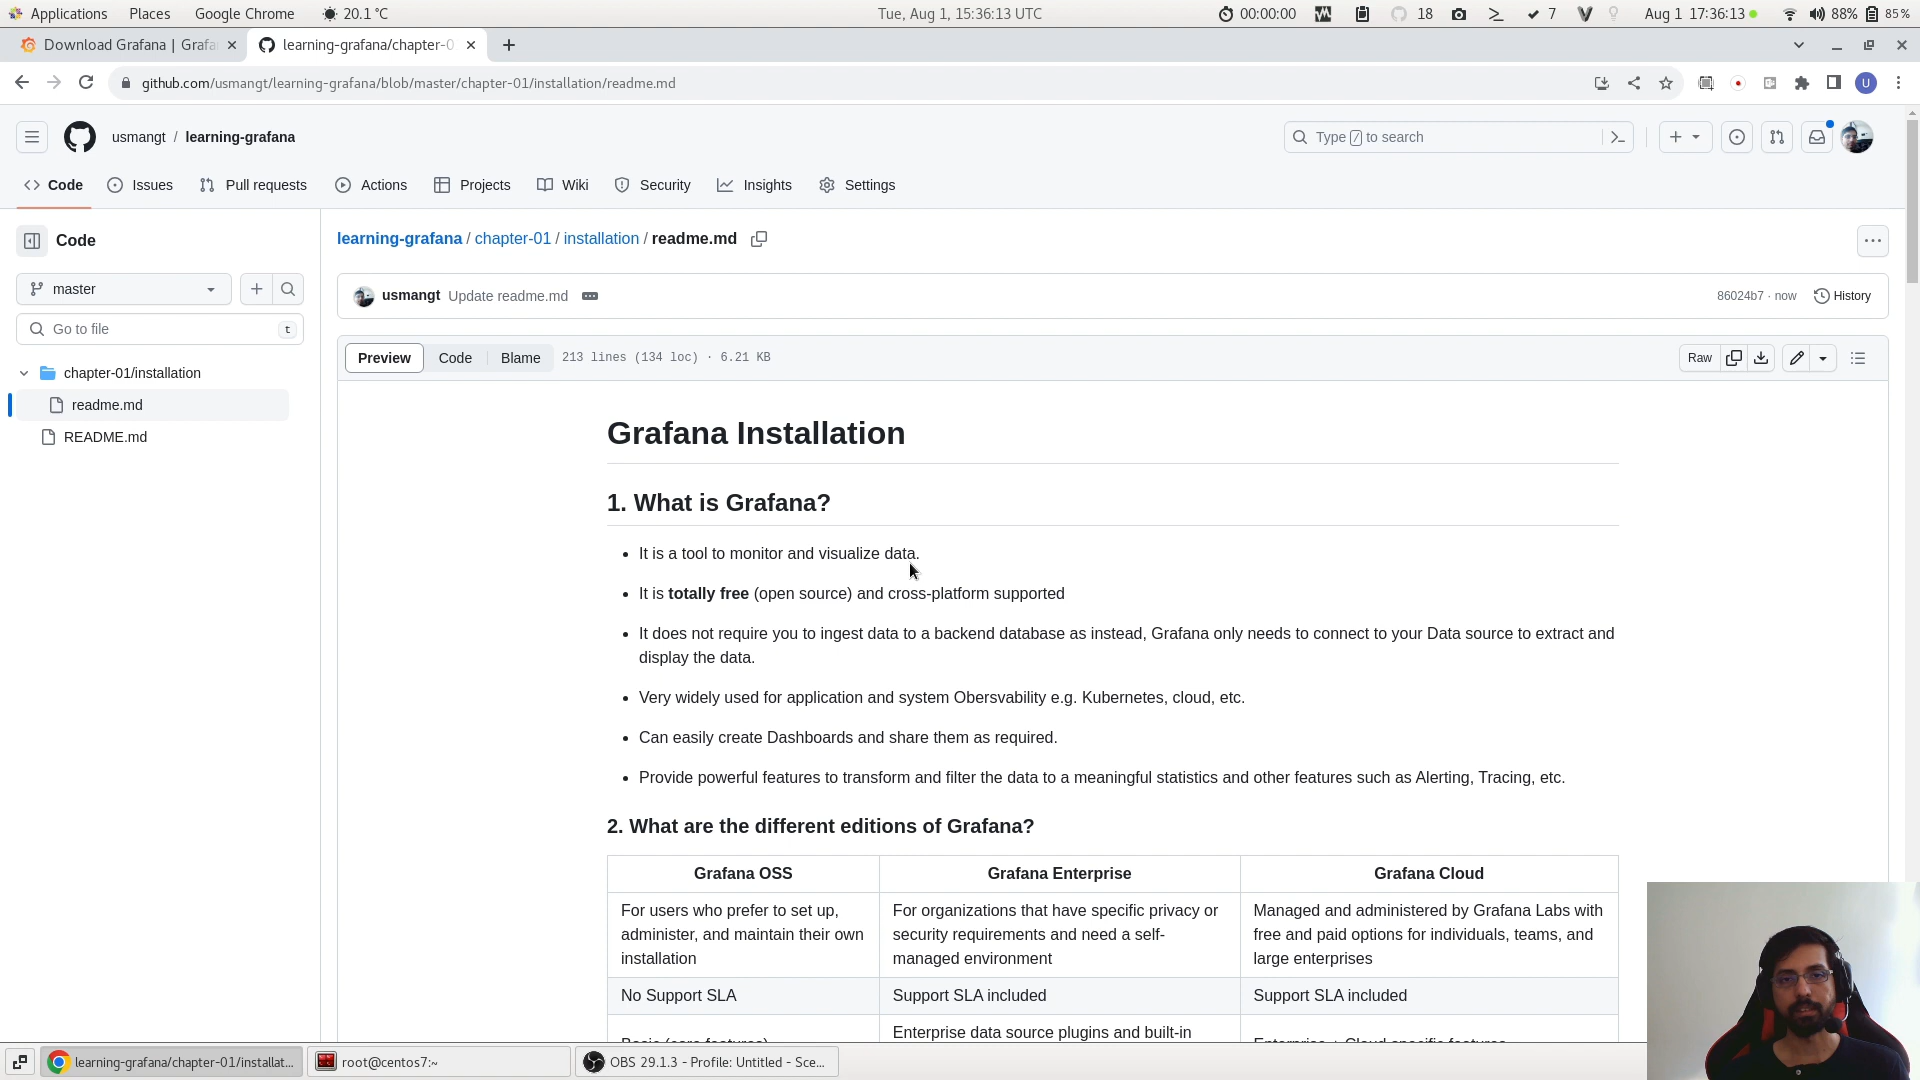 Applications Places Google Chrome 20.1 °C Tue, Aug 1, 15:36:13 UTC 00:00:00 18 7 Aug 1 17:36:13 88% 85%
Download Grafana | Grafa learning-grafana/chapter-0
github.com/usmangt/learning-grafana/blob/master/chapter-01/installation/readme.md U
usmangt / learning-grafana Type / to search
Code Issues Pull requests Actions Projects Wiki Security Insights Settings
Code
learning-grafana / chapter-01 / installation / readme.md
master
usmangt Update readme.md 86024b7 · now History
Go to file t
Preview Code Blame 213 lines (134 loc) · 6.21 KB Raw
chapter-01/installation
readme.md
README.md
Grafana Installation
1. What is Grafana?
It is a tool to monitor and visualize data.
It is totally free (open source) and cross-platform supported
It does not require you to ingest data to a backend database as instead, Grafana only needs to connect to your Data source to extract and
display the data.
Very widely used for application and system Obersvability e.g. Kubernetes, cloud, etc.
Can easily create Dashboards and share them as required.
Provide powerful features to transform and filter the data to a meaningful statistics and other features such as Alerting, Tracing, etc.
2. What are the different editions of Grafana?
Grafana OSS Grafana Enterprise Grafana Cloud
For users who prefer to set up, For organizations that have specific privacy or Managed and administered by Grafana Labs with
administer, and maintain their own security requirements and need a self- free and paid options for individuals, teams, and
installation managed environment large enterprises
No Support SLA Support SLA included Support SLA included
Enterprise data source plugins and built-in
Basic (core features) Enterprise + Cloud specific features
learning-grafana/chapter-01/installat... root@centos7:~ OBS 29.1.3 - Profile: Untitled - Sce...